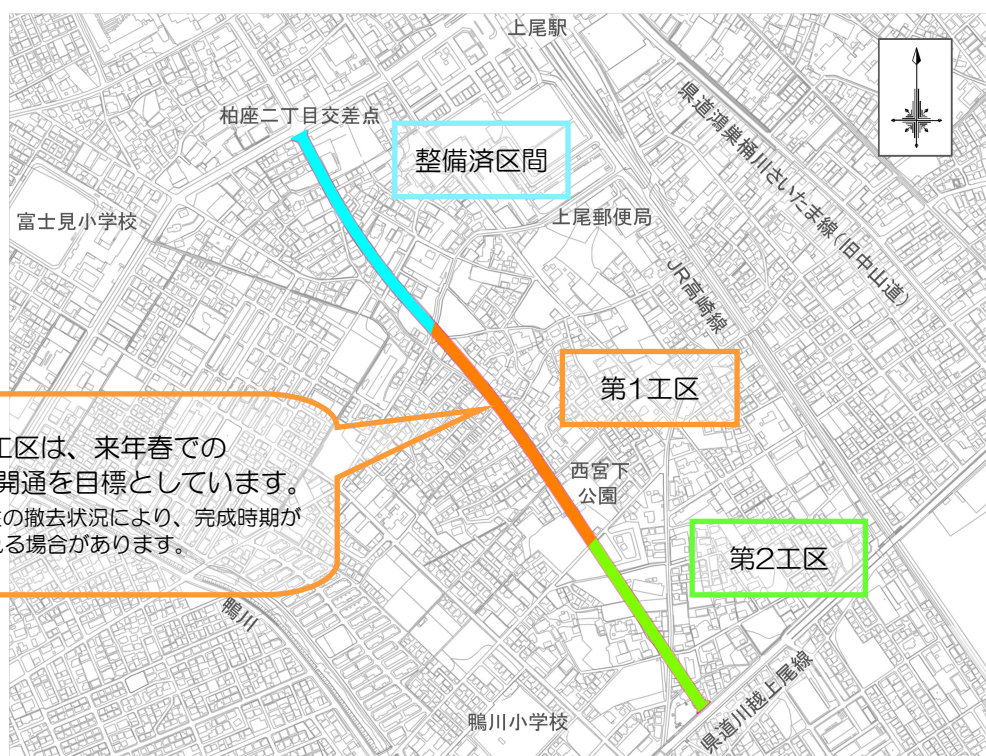 上尾駅
柏座二丁目交差点
整備済区間
県道鴻巣桶川さいたま線(旧中山道)
富士見小学校
上尾郵便局
JR高崎線
第1工区
工区は、来年春での
開通を目標としています。
の撤去状況により、完成時期が
る場合があります。
西宮下
公園
第2工区
鴨川
鴨川小学校
県道川越上尾線